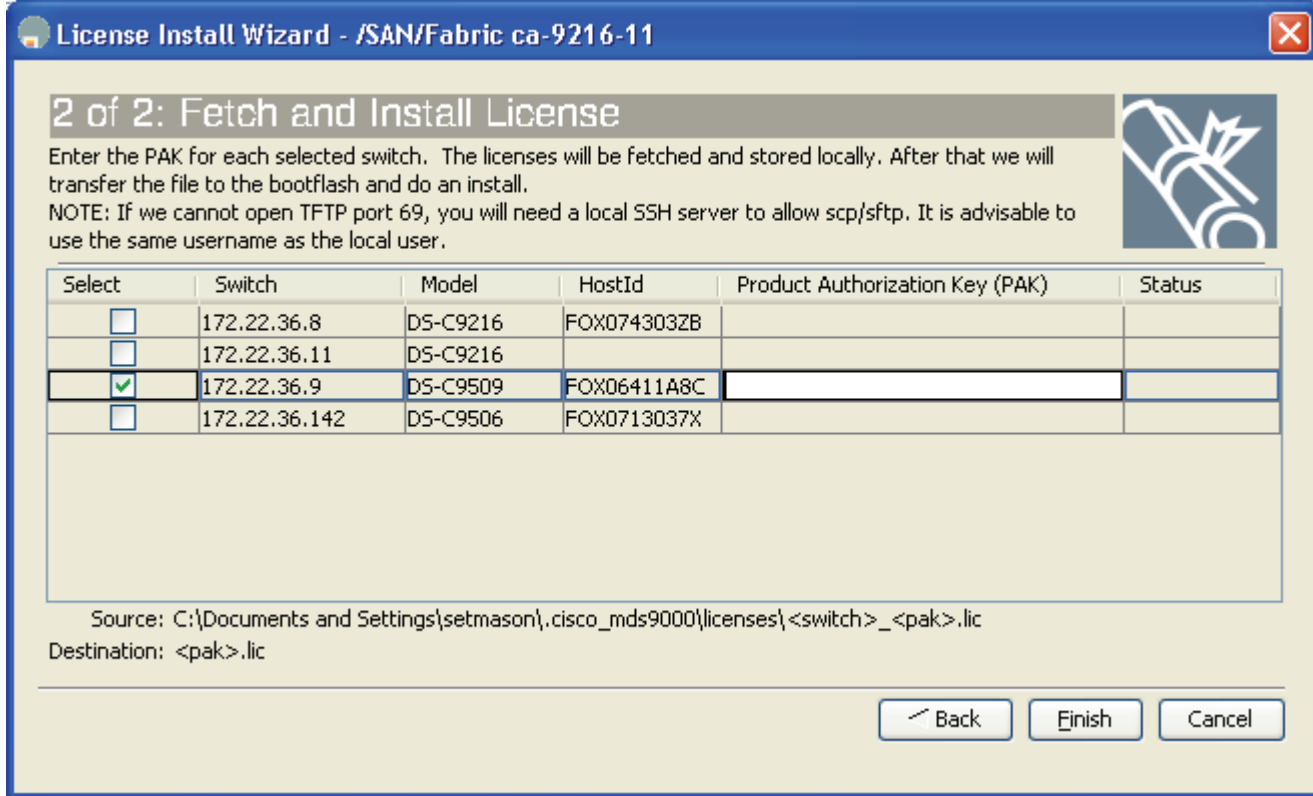 License Install Wizard - /SAN/Fabric ca-9216-11
2 of 2: Fetch and Install License
Enter the PAK for each selected switch. The licenses will be fetched and stored locally. After that we will
transfer the file to the bootflash and do an install.
NOTE: If we cannot open TFTP port 69, you will need a local SSH server to allow scp/sftp. It is advisable to
use the same username as the local user.
Select Switch Model HostId Product Authorization Key (PAK) Status
172.22.36.8 DS-C9216 FOX074303ZB
172.22.36.11 DS-C9216
172.22.36.9 DS-C9509 FOX06411A8C
172.22.36.142 DS-C9506 FOX0713037X
Source: C:\Documents and Settings\setmason\.cisco_mds9000\licenses\<switch>_<pak>.lic
Destination: <pak>.lic
Back Finish Cancel